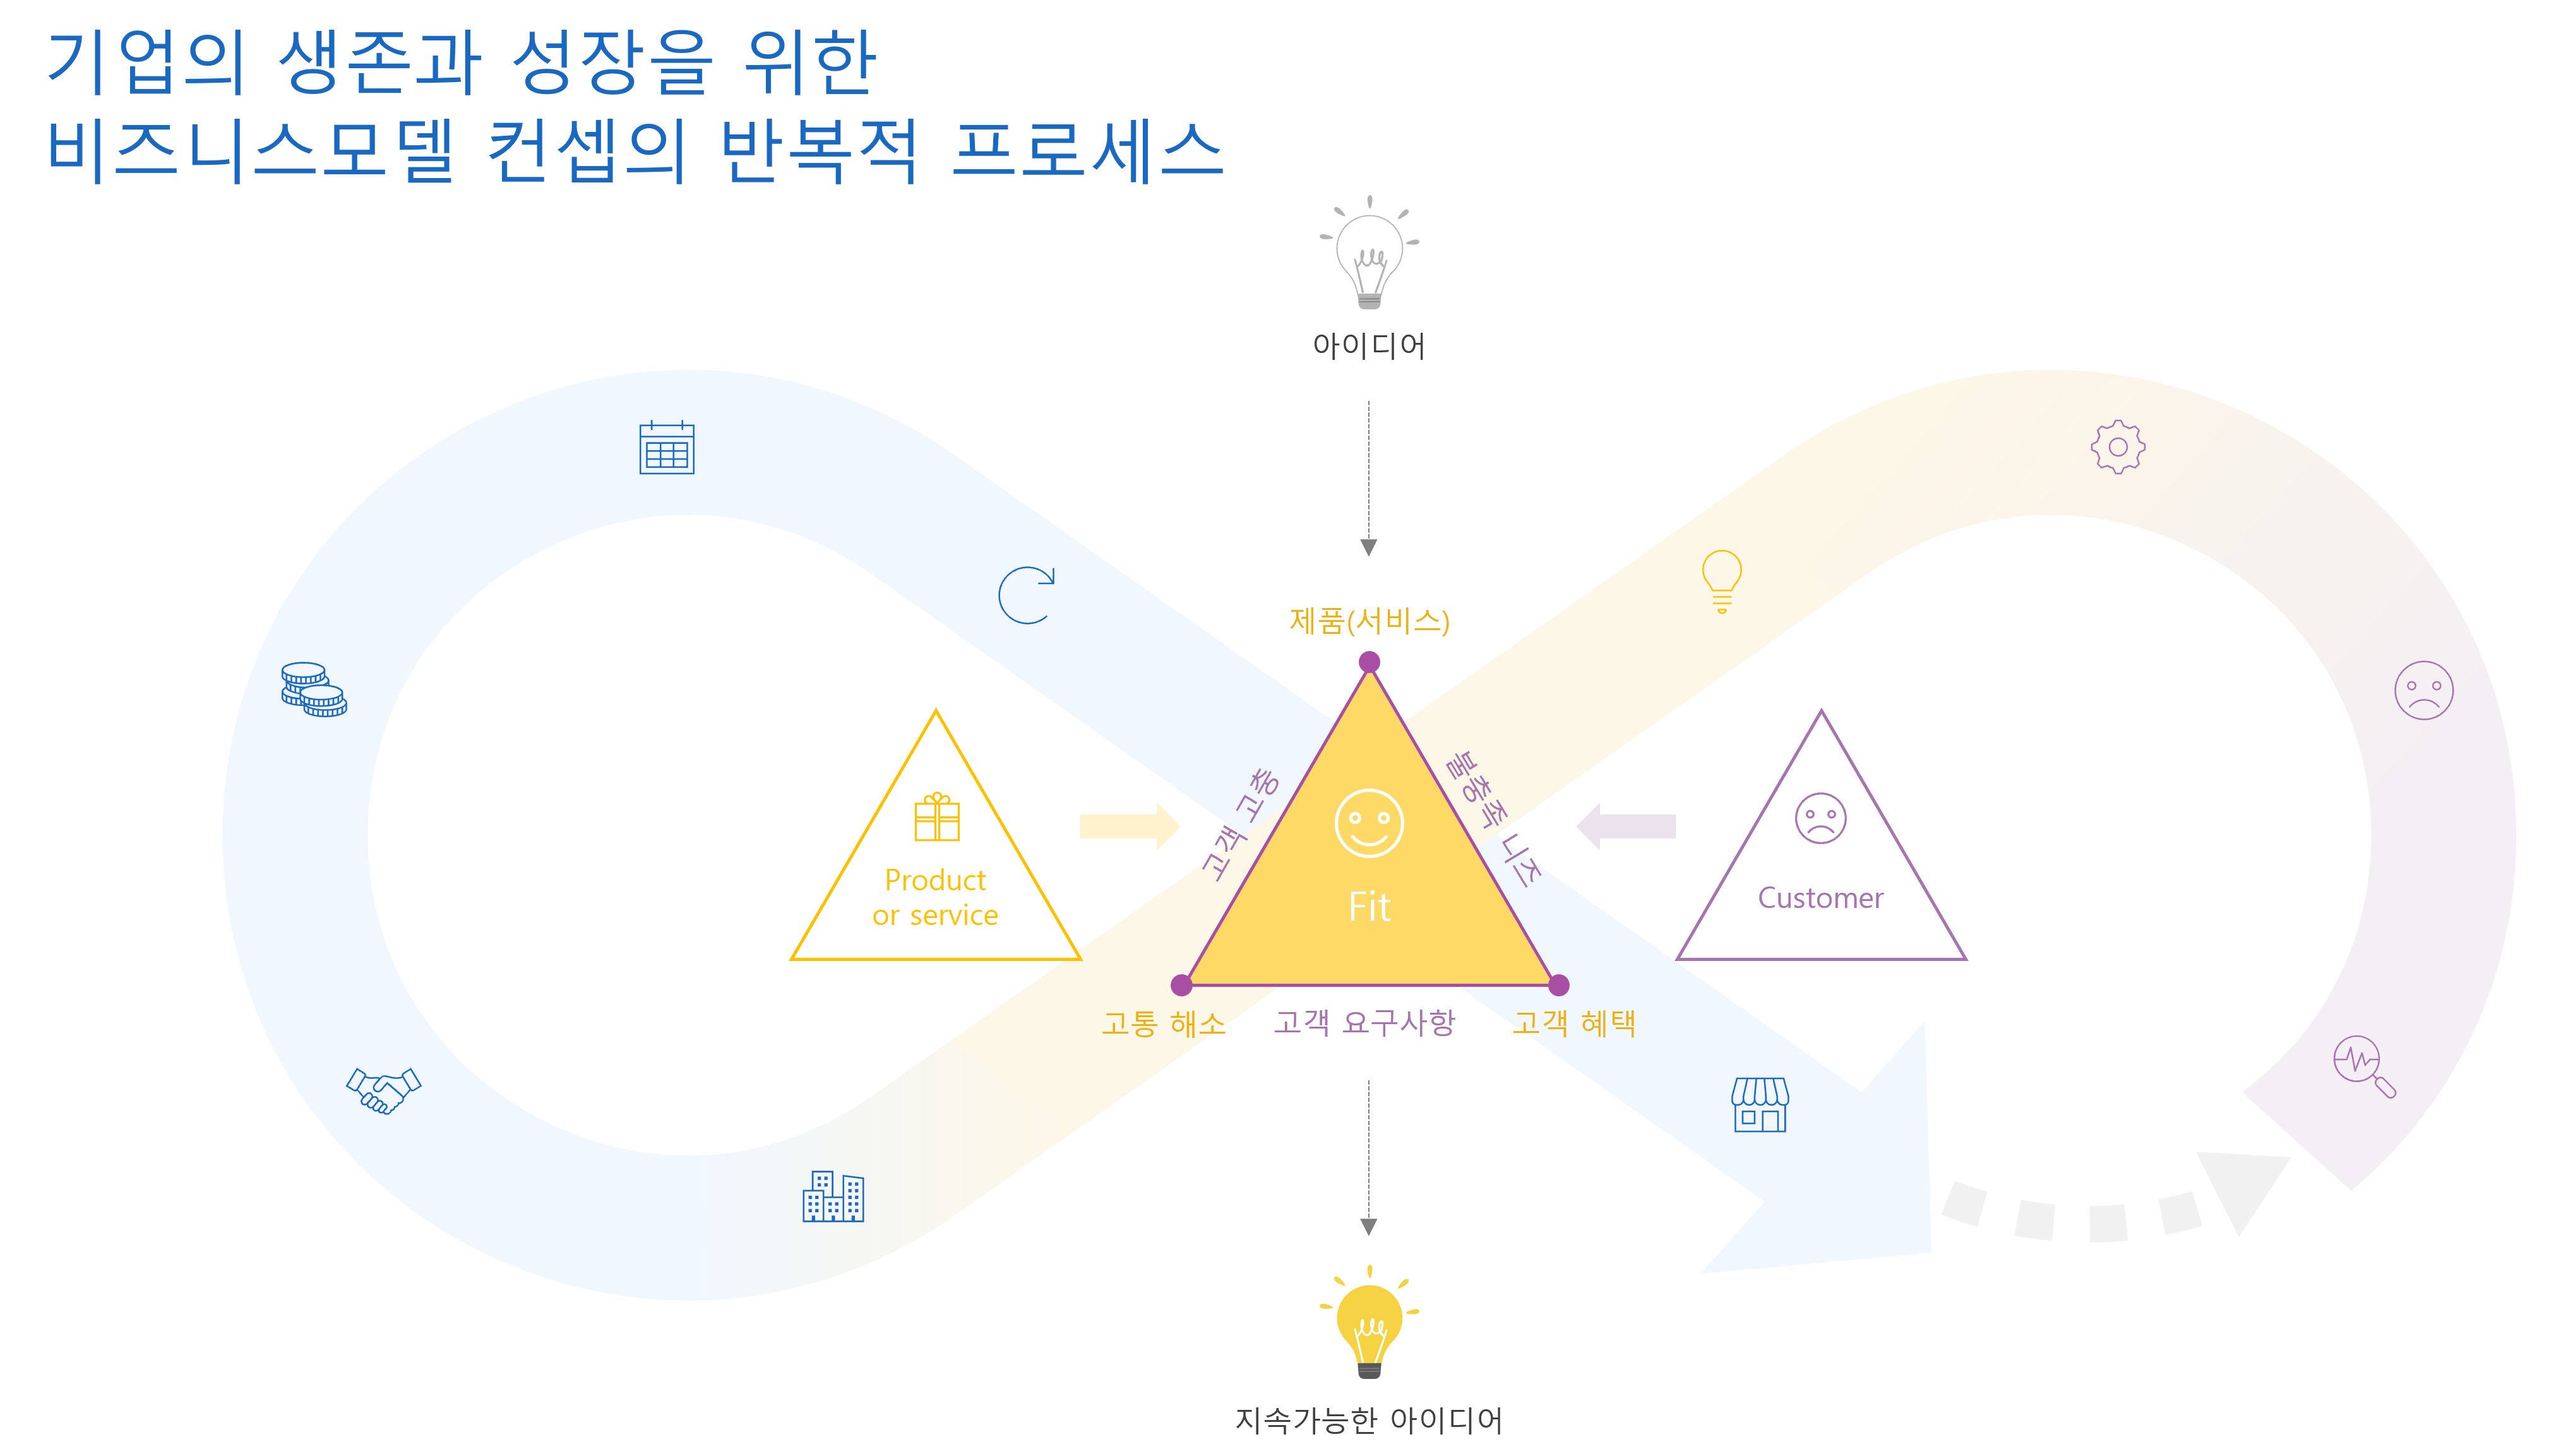 기업의 생존과 성장을 위한
비즈니스모델 컨셉의 반복적 프로세스
아이디어
제품(서비스)
고객 고충
불충족 니즈
Product
or service
Fit
Customer
고통 해소
고객 요구사항
고객 혜택
지속가능한 아이디어